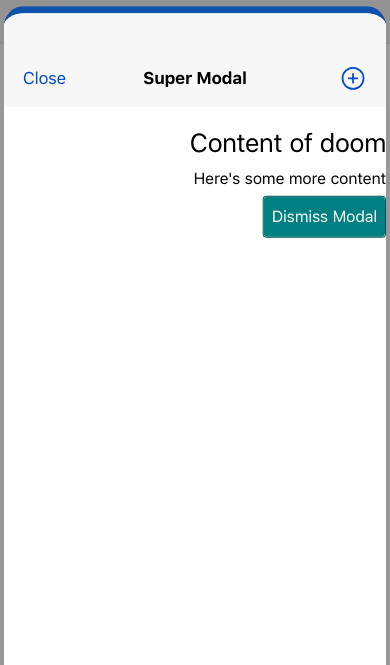 Close Super Modal
Content of doom
Here's some more content
Dismiss Modal